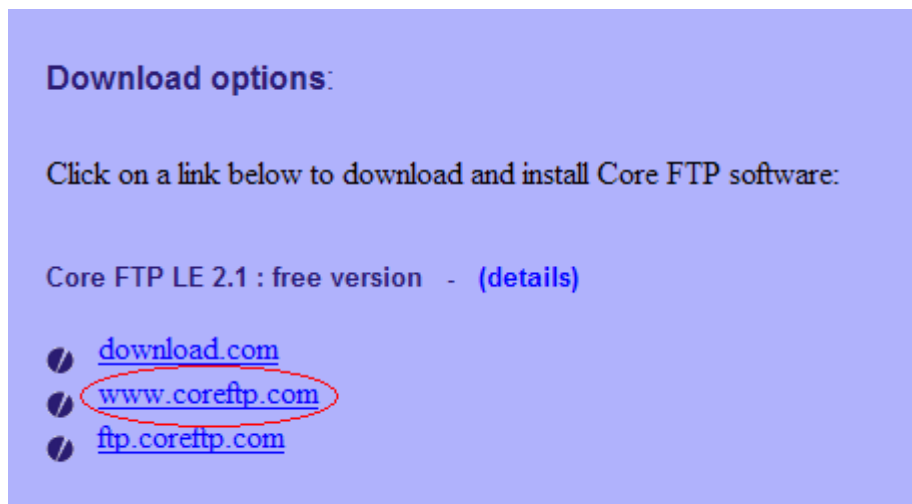 Download options:
Click on a link below to download and install Core FTP software:
Core FTP LE 2.1 : free version - (details)
download.com
www.coreftp.com
ftp.coreftp.com